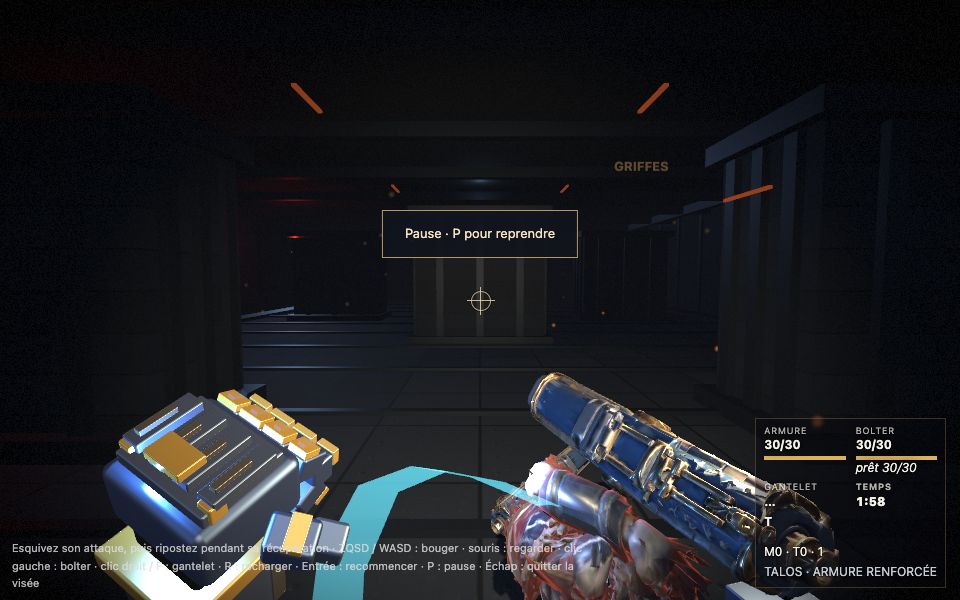 GRIFFES
Pause · P pour reprendre
ARMURE
30/30
BOLTER
30/30
prêt 30/30
GANTELET
...
T
TEMPS
1:58
M0 · T0 · 1
TALOS · ARMURE RENFORCÉE
Esquivez son attaque, puis ripostez pendant sa récupération · ZQSD / WASD : bouger · souris : regarder · clic
gauche : bolter · clic droit / F : gantelet · R : recharger · Entrée : recommencer · P : pause · Échap : quitter la
visée